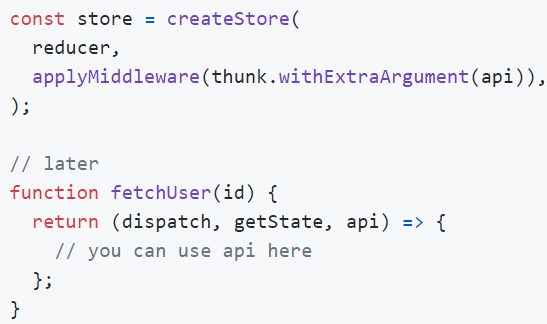 const store = createStore(
  reducer,
  applyMiddleware(thunk.withExtraArgument(api)),
);

// later
function fetchUser(id) {
  return (dispatch, getState, api) => {
    // you can use api here
  };
}